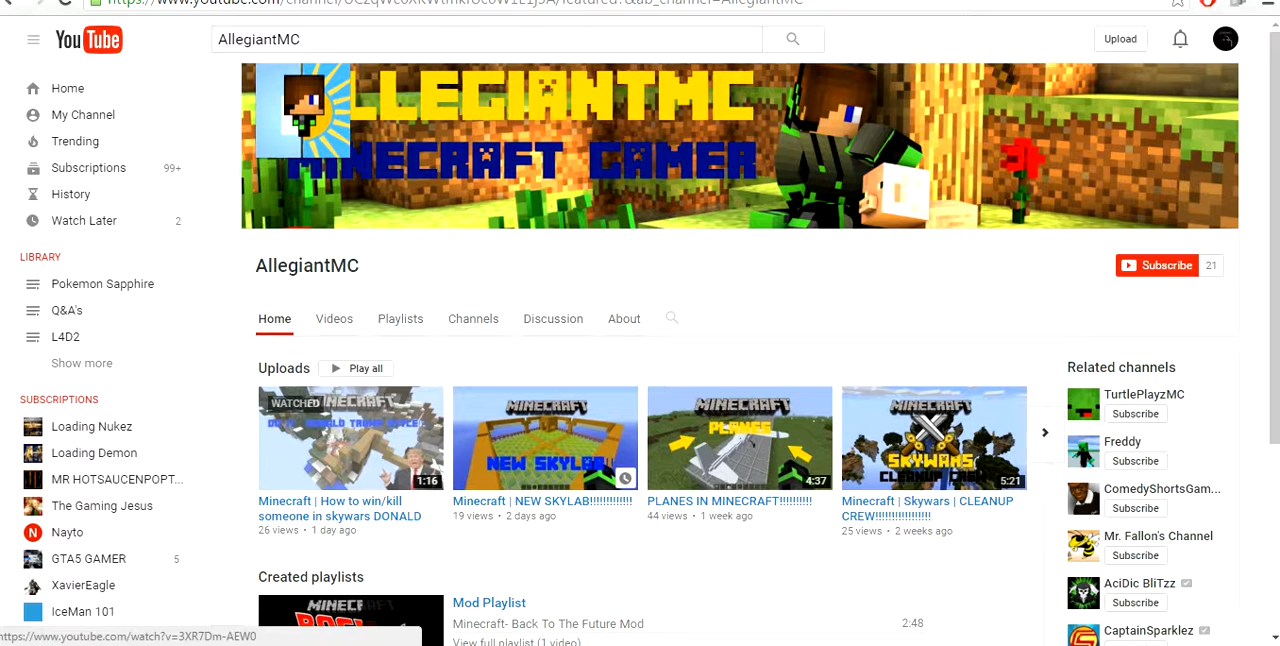 YouTube
AllegiantMC
Upload
ALLEGIANTMC
MINECRAFT GAMER
Home
My Channel
Trending
Subscriptions 99+
History
Watch Later 2
LIBRARY
Pokemon Sapphire
Q&A's
L4D2
Show more
SUBSCRIPTIONS
Loading Nukez
Loading Demon
MR HOTSAUCENPOPT...
The Gaming Jesus
N Nayto
GTA5 GAMER 5
XavierEagle
IceMan 101
https://www.youtube.com/watch?v=3XR7Dm-AEW0
AllegiantMC
Subscribe 21
Home Videos Playlists Channels Discussion About
Uploads Play all
WATCHED
MINECRAFT
DO IT DONALD TRUMP STYLE
1:16
Minecraft | How to win/kill
someone in skywars DONALD
26 views • 1 day ago
MINECRAFT
NEW SKYLAB
Minecraft | NEW SKYLAB!!!!!!!!!!!!!
19 views • 2 days ago
MINECRAFT
PLANES
4:37
PLANES IN MINECRAFT!!!!!!!!!!
44 views • 1 week ago
MINECRAFT
SKYWARS
CLEANUP CREW
5:21
Minecraft | Skywars | CLEANUP
CREW!!!!!!!!!!!!!!!!
25 views • 2 weeks ago
Created playlists
MINECRAFT
Mod Playlist
Minecraft- Back To The Future Mod 2:48
View full playlist (1 video)
Related channels
TurtlePlayzMC
Subscribe
Freddy
Subscribe
ComedyShortsGam...
Subscribe
Mr. Fallon's Channel
Subscribe
AciDic BliTzz
Subscribe
CaptainSparklez